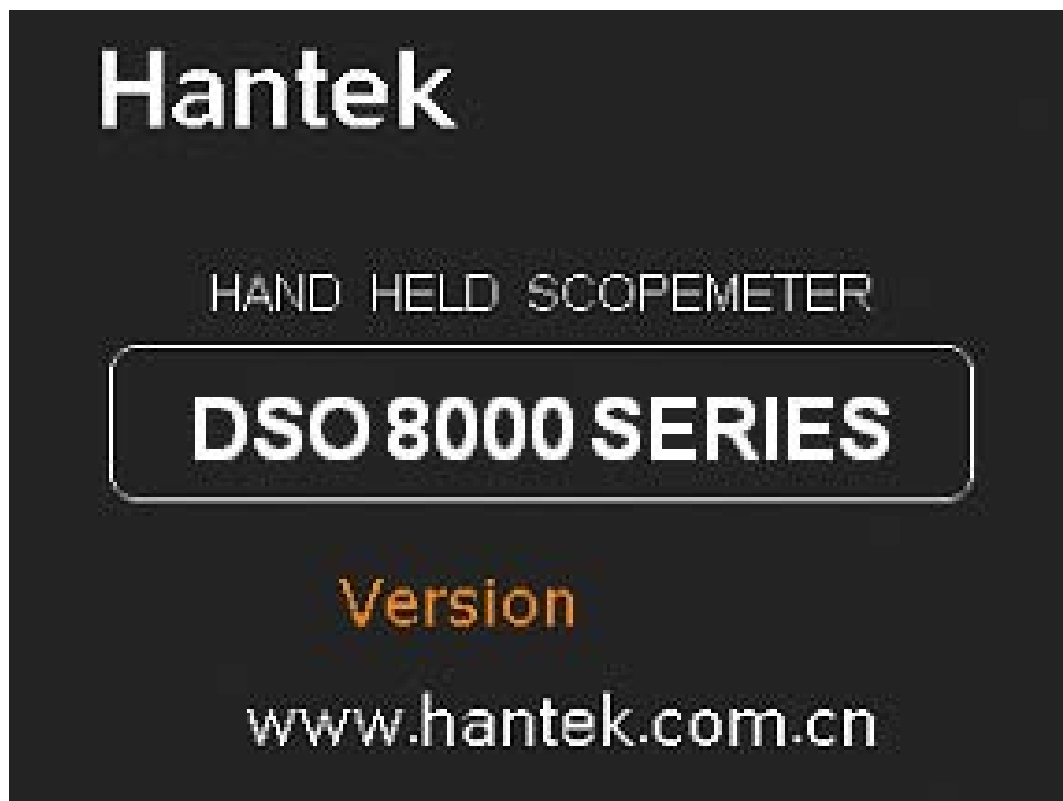 Hantek
HAND HELD SCOPEMETER
DSO 8000 SERIES
Version
www.hantek.com.cn